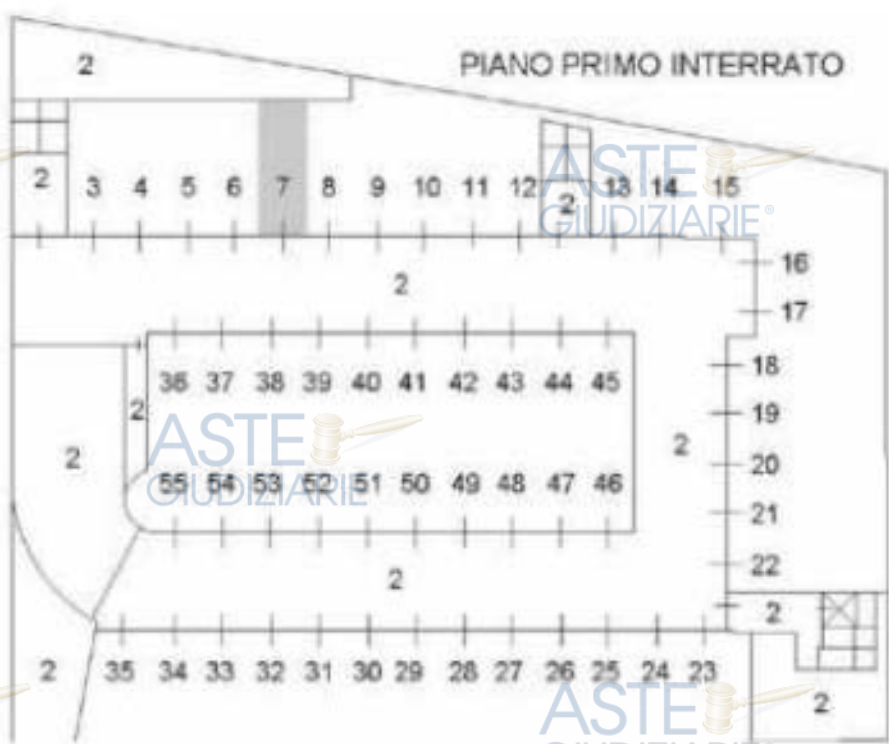 2
PIANO PRIMO INTERRATO
2 3 4 5 6 7 8 9 10 11 12 2 13 14 15
ASTE
GIUDIZIARIE®
2
16
17
36 37 38 39 40 41 42 43 44 45
18
2
19
ASTE
GIUDIZIARIE
2
2
20
55 54 53 52 51 50 49 48 47 46
21
2
22
2
2 35 34 33 32 31 30 29 28 27 26 25 24 23
2
ASTE
GIUDIZIARIE